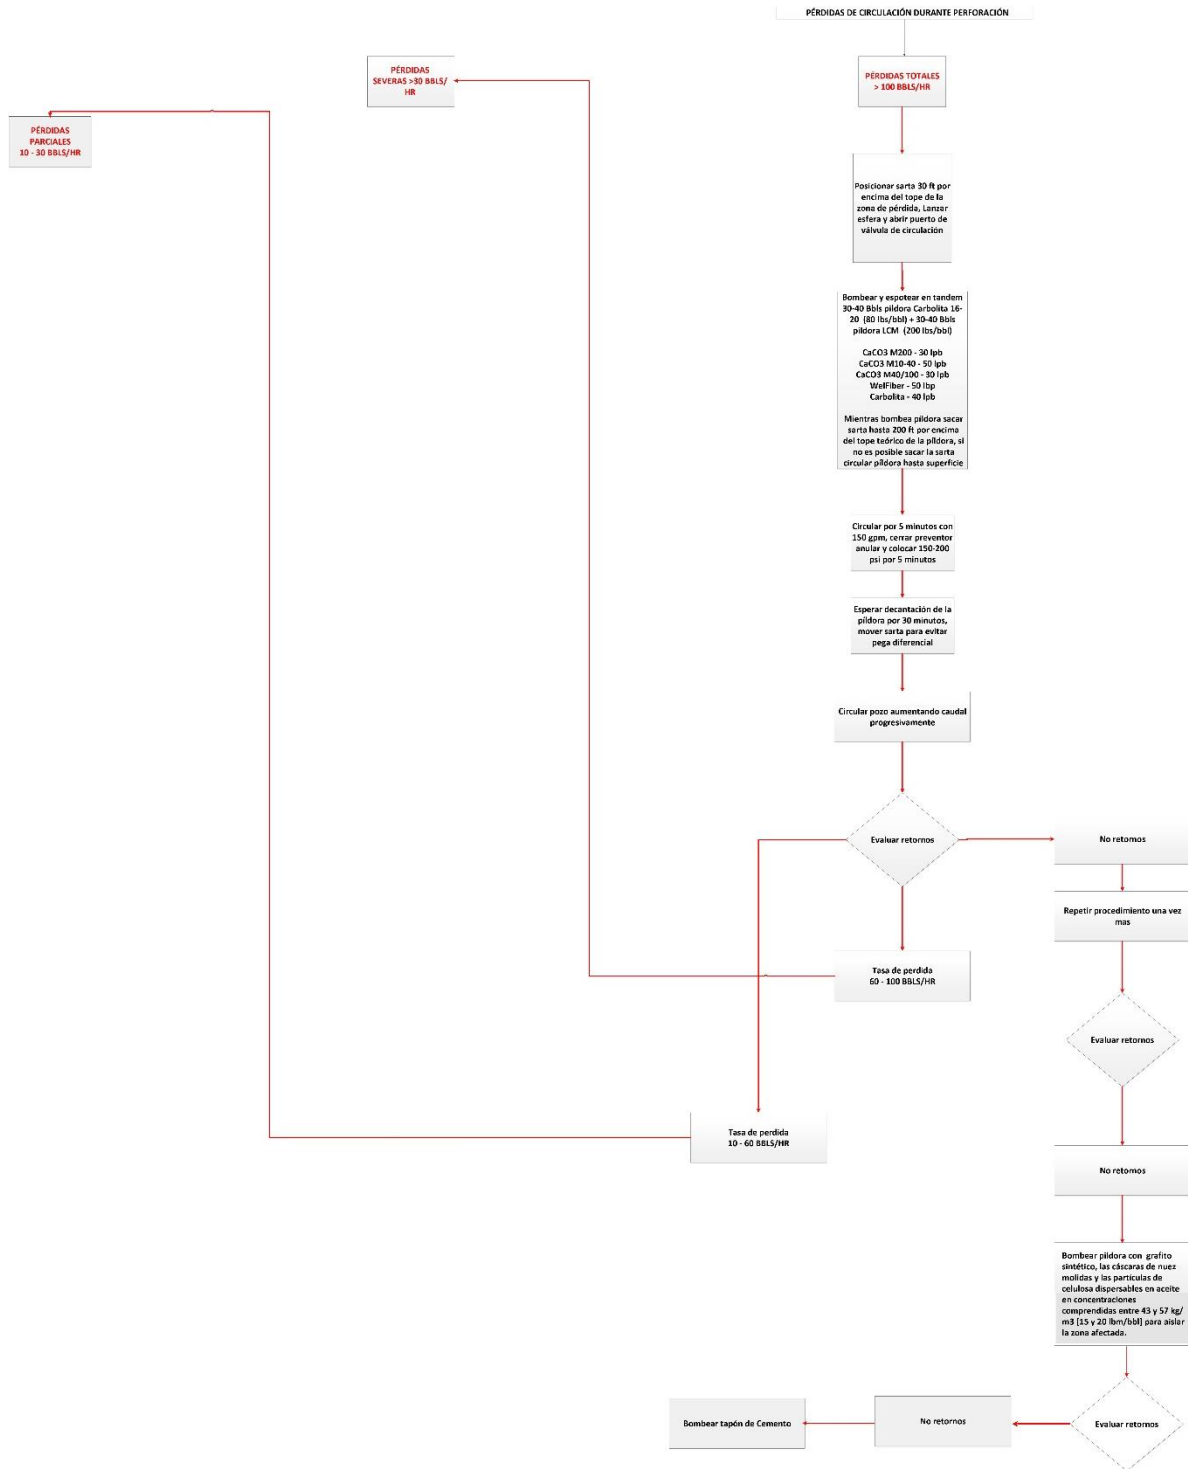 PÉRDIDAS DE CIRCULACIÓN DURANTE PERFORACIÓN
PÉRDIDAS
SEVERAS >30 BBLS/
HR
PÉRDIDAS TOTALES
> 100 BBLS/HR
PÉRDIDAS
PARCIALES
10 - 30 BBLS/HR
Posicionar sarta 30 ft por
encima del tope de la
zona de pérdida, Lanzar
esfera y abrir puerto de
válvula de circulación
Bombear y espotear en tandem
30-40 Bbls píldora Carbolita 16-
20 (80 lbs/bbl) + 30-40 Bbls
píldora LCM (200 lbs/bbl)
CaCO3 M200 - 30 lpb
CaCO3 M10-40 - 50 lpb
CaCO3 M40/100 - 30 lpb
WelFiber - 50 lbp
Carbolita - 40 lpb
Mientras bombea píldora sacar
sarta hasta 200 ft por encima
del tope teórico de la píldora, si
no es posible sacar la sarta
circular píldora hasta superficie
Circular por 5 minutos con
150 gpm, cerrar preventor
anular y colocar 150-200
psi por 5 minutos
Esperar decantación de la
píldora por 30 minutos,
mover sarta para evitar
pega diferencial
Circular pozo aumentando caudal
progresivamente
Evaluar retornos
No retornos
Repetir procedimiento una vez
mas
Tasa de perdida
60 - 100 BBLS/HR
Evaluar retornos
Tasa de perdida
10 - 60 BBLS/HR
No retornos
Bombear píldora con grafito
sintético, las cáscaras de nuez
molidas y las partículas de
celulosa dispersables en aceite
en concentraciones
comprendidas entre 43 y 57 kg/
m3 [15 y 20 lbm/bbl] para aislar
la zona afectada.
Bombear tapón de Cemento
No retornos
Evaluar retornos